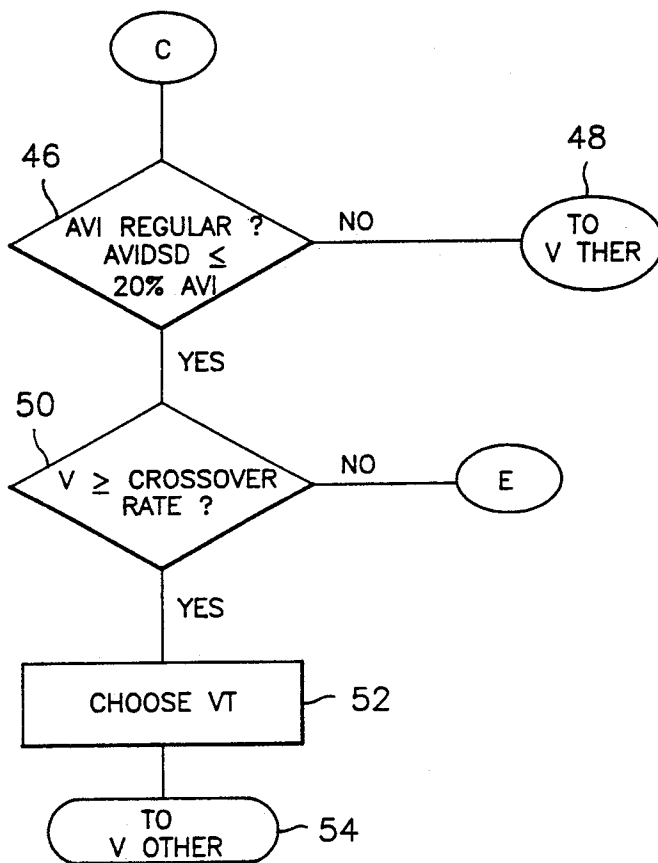 C
46
AVI REGULAR ?
AVIDSD ≤
20% AVI
NO
48
TO
V THER
YES
50
V ≥ CROSSOVER
RATE ?
NO
E
YES
CHOOSE VT
52
TO
V OTHER
54